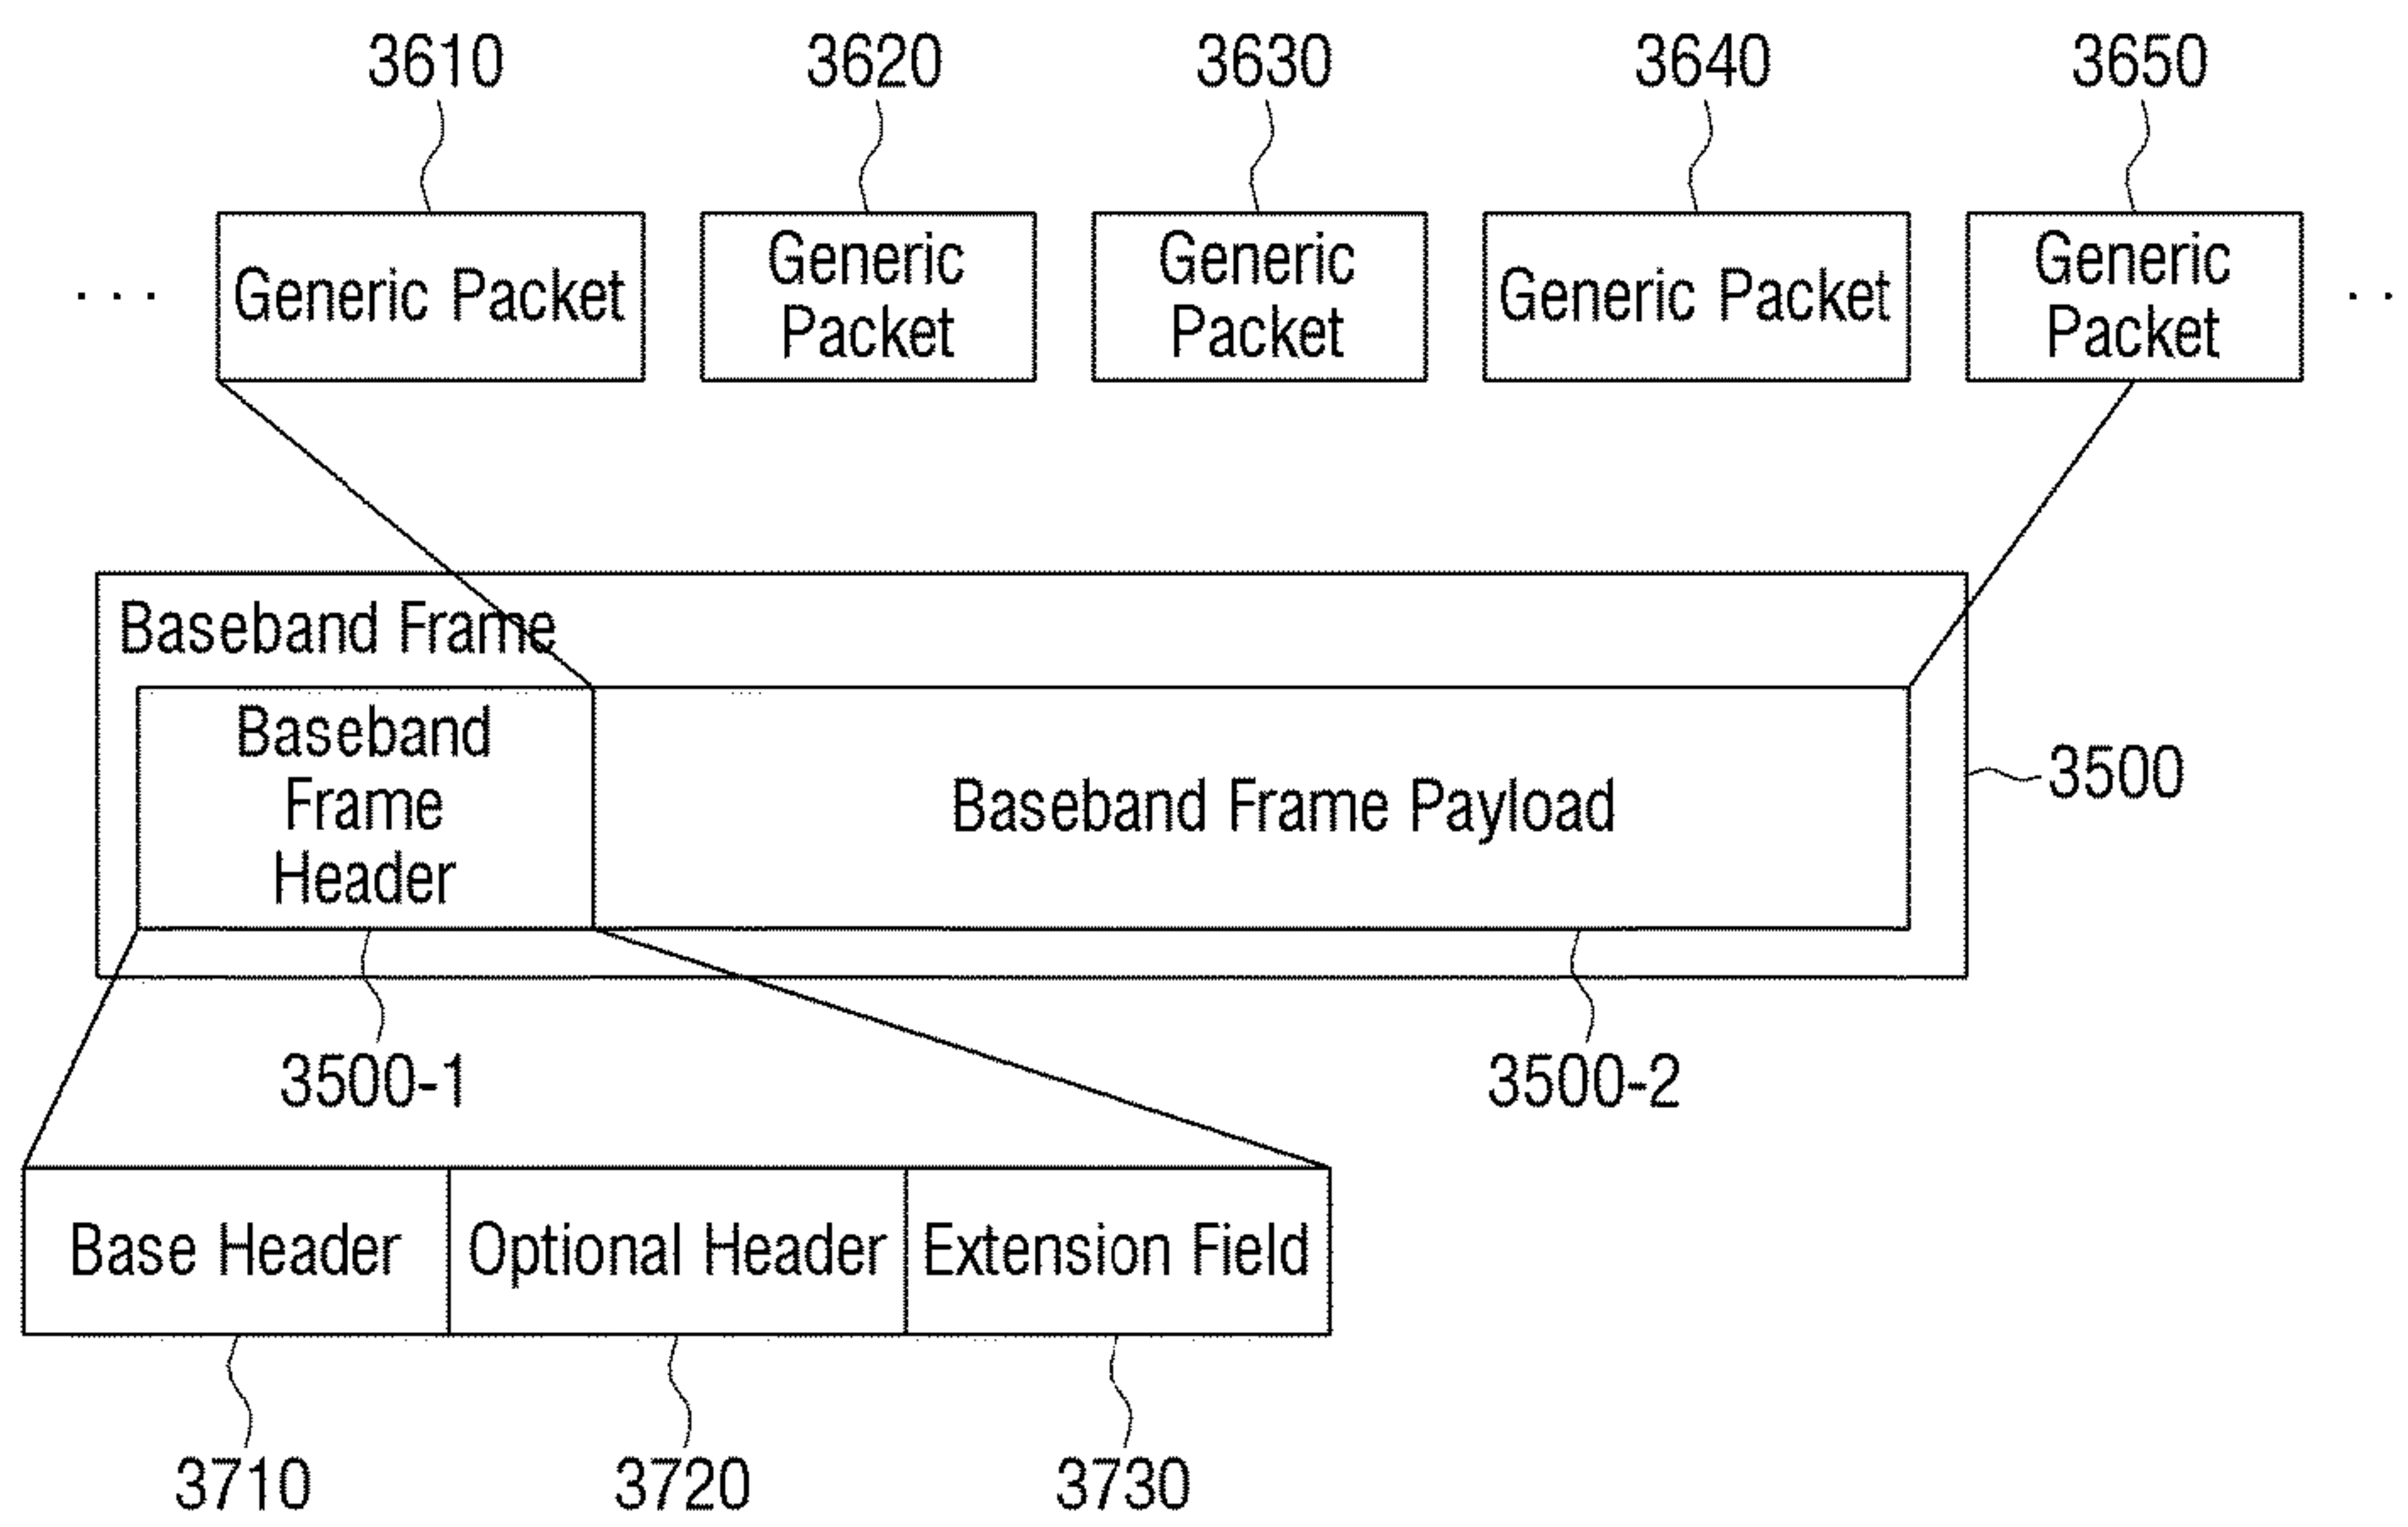 3610 3620 3630 3640 3650
. . . Generic Packet Generic Packet Generic Packet Generic Packet Generic Packet . .
Baseband Frame
Baseband
Frame
Header
Baseband Frame Payload
3500
3500-1 3500-2
Base Header Optional Header Extension Field
3710 3720 3730